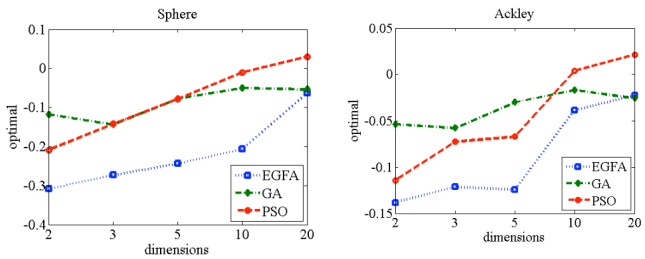 Sphere
0.1
0
-0.1
-0.2
-0.3
-0.4
optimal
2 3 5 10 20
dimensions
EGFA
GA
PSO
Ackley
0.05
0
-0.05
-0.1
-0.15
optimal
2 3 5 10 20
dimensions
EGFA
GA
PSO